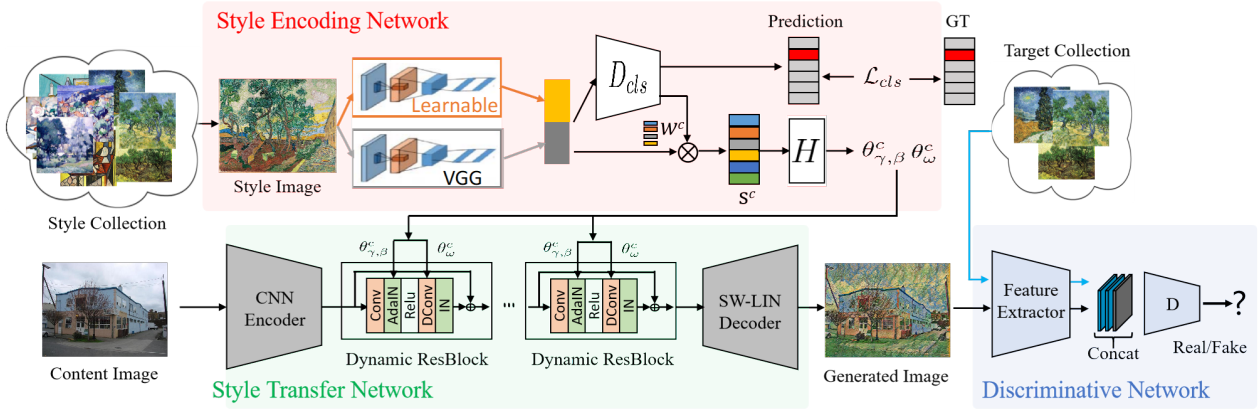 Style Encoding Network
Prediction
GT
Target Collection
Learnable
VGG
D_cls
W^c
L_cls
H
θ^c_γ,β θ^c_ω
S^c
Style Image
Style Collection
θ^c_γ,β θ^c_ω
θ^c_γ,β θ^c_ω
CNN
Encoder
Conv
AdaIN
Relu
DConv
IN
...
Conv
AdaIN
Relu
DConv
IN
SW-LIN
Decoder
Feature
Extractor
D
?
Concat
Real/Fake
Dynamic ResBlock
Dynamic ResBlock
Content Image
Generated Image
Style Transfer Network
Discriminative Network